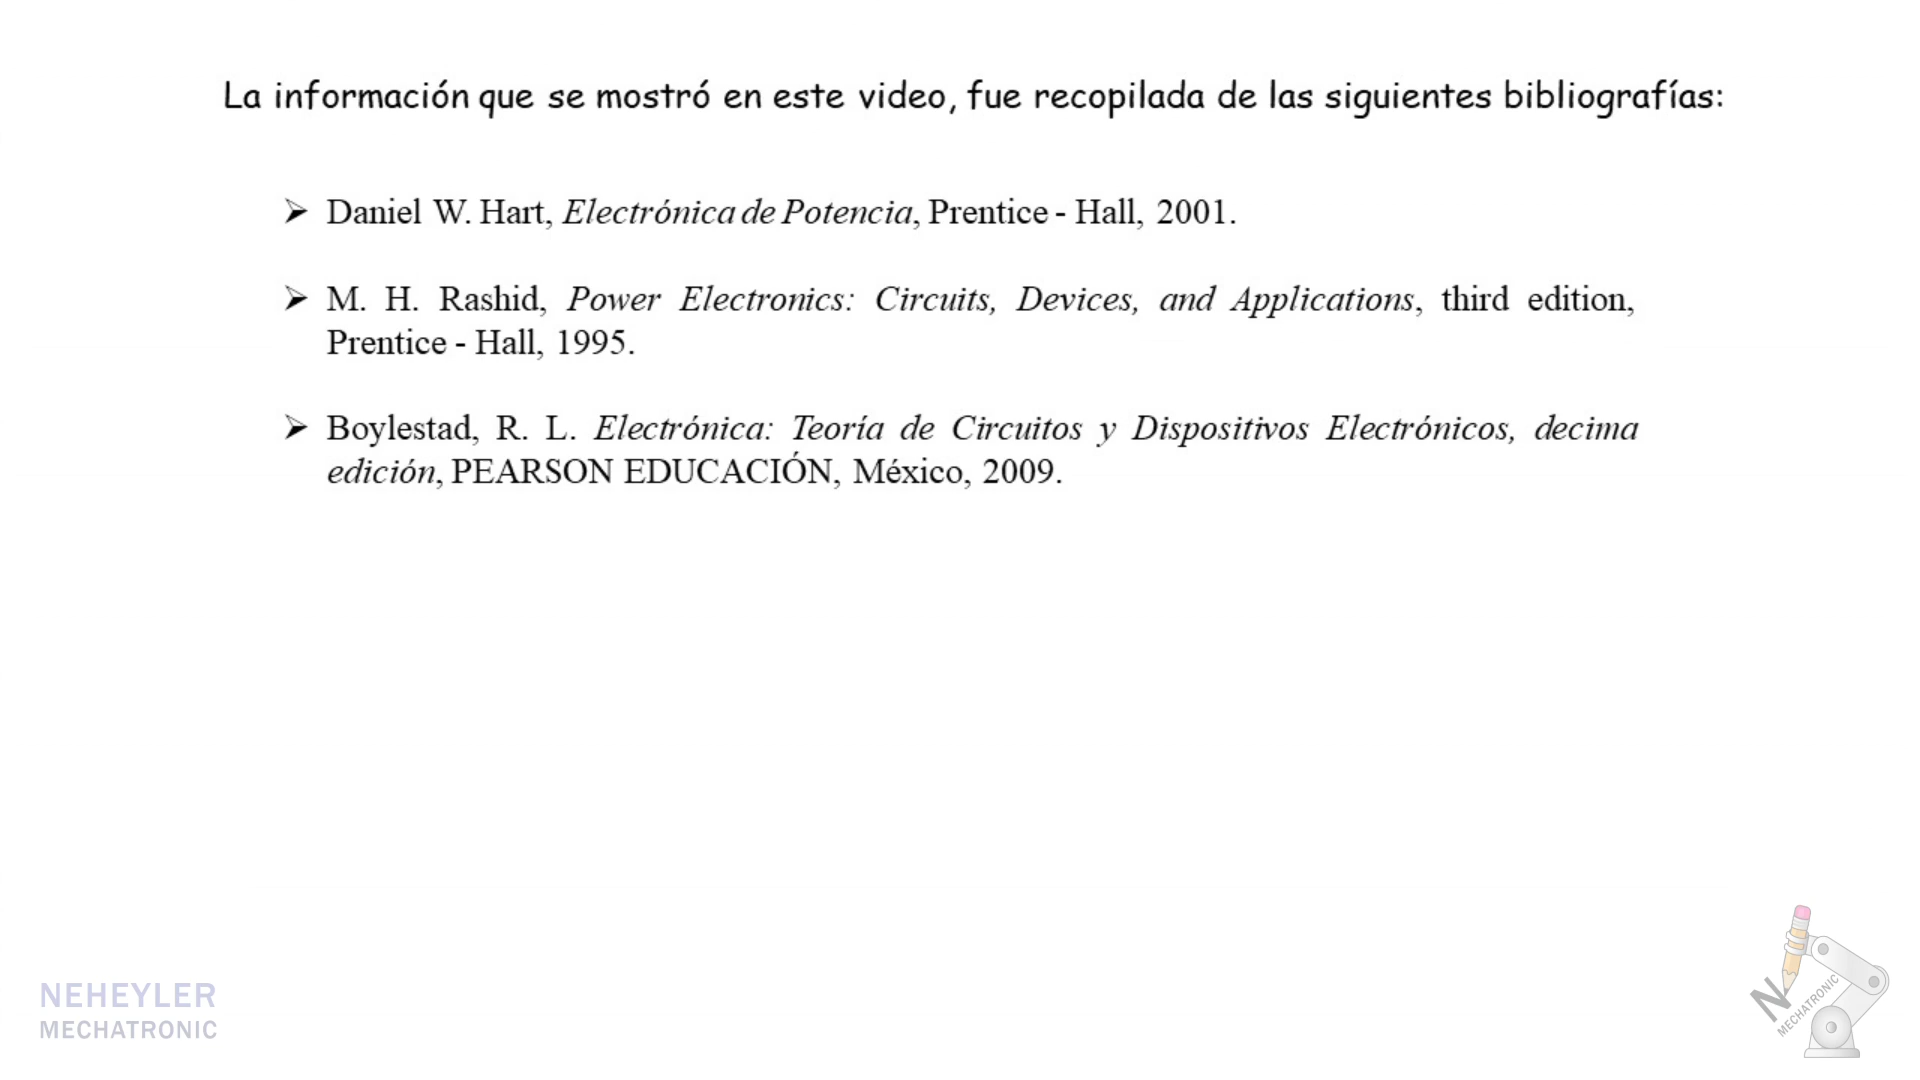 La información que se mostró en este video, fue recopilada de las siguientes bibliografías:
➢ Daniel W. Hart, Electrónica de Potencia, Prentice - Hall, 2001.
➢ M. H. Rashid, Power Electronics: Circuits, Devices, and Applications, third edition,
Prentice - Hall, 1995.
➢ Boylestad, R. L. Electrónica: Teoría de Circuitos y Dispositivos Electrónicos, decima
edición, PEARSON EDUCACIÓN, México, 2009.
NEHEYLER
MECHATRONIC
N
MECHATRONIC